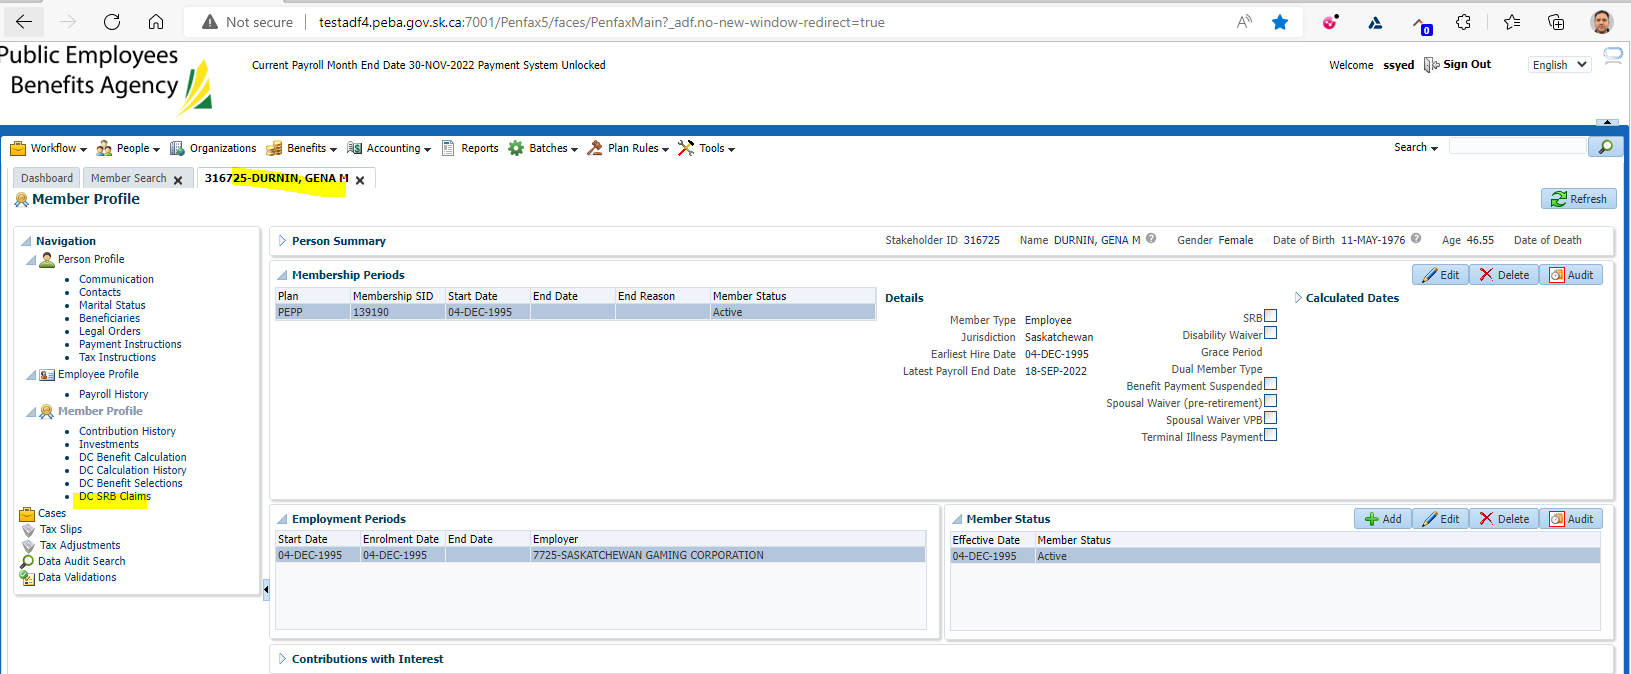 Not secure | testadf4.peba.gov.sk.ca:7001/Penfax5/faces/PenfaxMain?_adf.no-new-window-redirect=true
0
Public Employees
Benefits Agency
Current Payroll Month End Date 30-NOV-2022 Payment System Unlocked
Welcome ssyed Sign Out English
Workflow People Organizations Benefits Accounting Reports Batches Plan Rules Tools Search
Dashboard Member Search 316725-DURNIN, GENA M
Member Profile Refresh
Navigation
Person Profile
Communication
Contacts
Marital Status
Beneficiaries
Legal Orders
Payment Instructions
Tax Instructions
Employee Profile
Payroll History
Member Profile
Contribution History
Investments
DC Benefit Calculation
DC Calculation History
DC Benefit Selections
DC SRB Claims
Cases
Tax Slips
Tax Adjustments
Data Audit Search
Data Validations
Person Summary Stakeholder ID 316725 Name DURNIN, GENA M Gender Female Date of Birth 11-MAY-1976 Age 46.55 Date of Death
Membership Periods Edit Delete Audit
Plan Membership SID Start Date End Date End Reason Member Status
PEPP 139190 04-DEC-1995 Active
Details
Member Type Employee
Jurisdiction Saskatchewan
Earliest Hire Date 04-DEC-1995
Latest Payroll End Date 18-SEP-2022
SRB
Disability Waiver
Grace Period
Dual Member Type
Benefit Payment Suspended
Spousal Waiver (pre-retirement)
Spousal Waiver VPB
Terminal Illness Payment
Calculated Dates
Employment Periods
Start Date Enrolment Date End Date Employer
04-DEC-1995 04-DEC-1995 7725-SASKATCHEWAN GAMING CORPORATION
Member Status Add Edit Delete Audit
Effective Date Member Status
04-DEC-1995 Active
Contributions with Interest